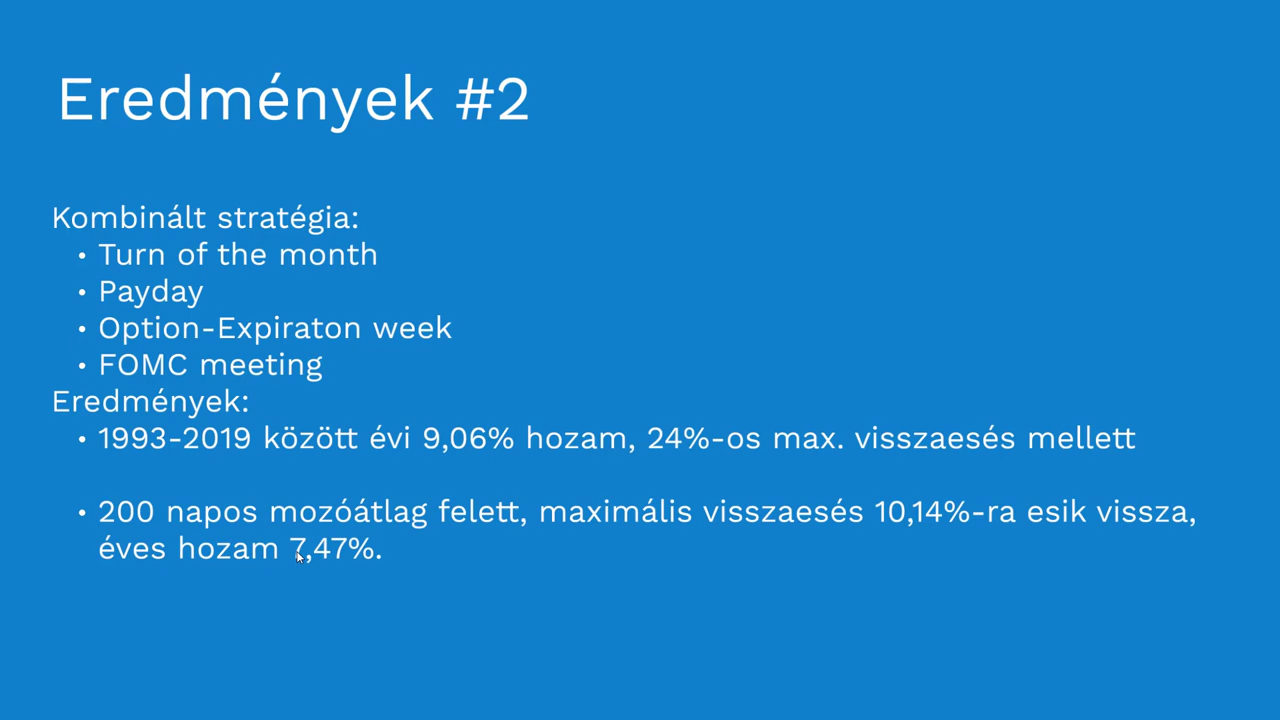 Eredmények #2
Kombinált stratégia:
• Turn of the month
• Payday
• Option-Expiraton week
• FOMC meeting
Eredmények:
• 1993-2019 között évi 9,06% hozam, 24%-os max. visszaesés mellett
• 200 napos mozóátlag felett, maximális visszaesés 10,14%-ra esik vissza,
éves hozam 7,47%.